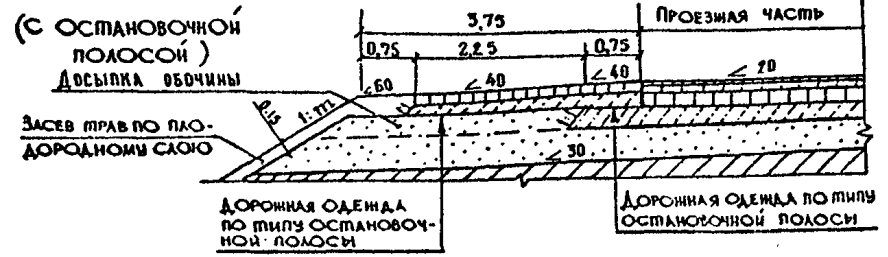 (С ОСТАНОВОЧНОЙ
ПОЛОСОЙ)
ДОСЫПКА ОБОЧИНЫ
ЗАСЕВ ТРАВ ПО ПЛО-
ДОРОДНОМУ СЛОЮ
3,75
ПРОЕЗЖАЯ ЧАСТЬ
0,75 2,25 0,75
60 40 40 20
0,15
1:m
30
ДОРОЖНАЯ ОДЕЖДА
ПО ТИПУ ОСТАНОВОЧ-
НОЙ ПОЛОСЫ
ДОРОЖНАЯ ОДЕЖДА ПО ТИПУ
ОСТАНОВОЧНОЙ ПОЛОСЫ